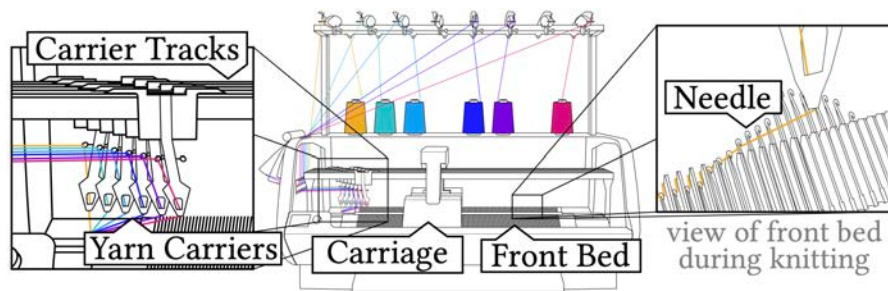 Carrier Tracks
Needle
Yarn Carriers
Carriage
Front Bed
view of front bed
during knitting